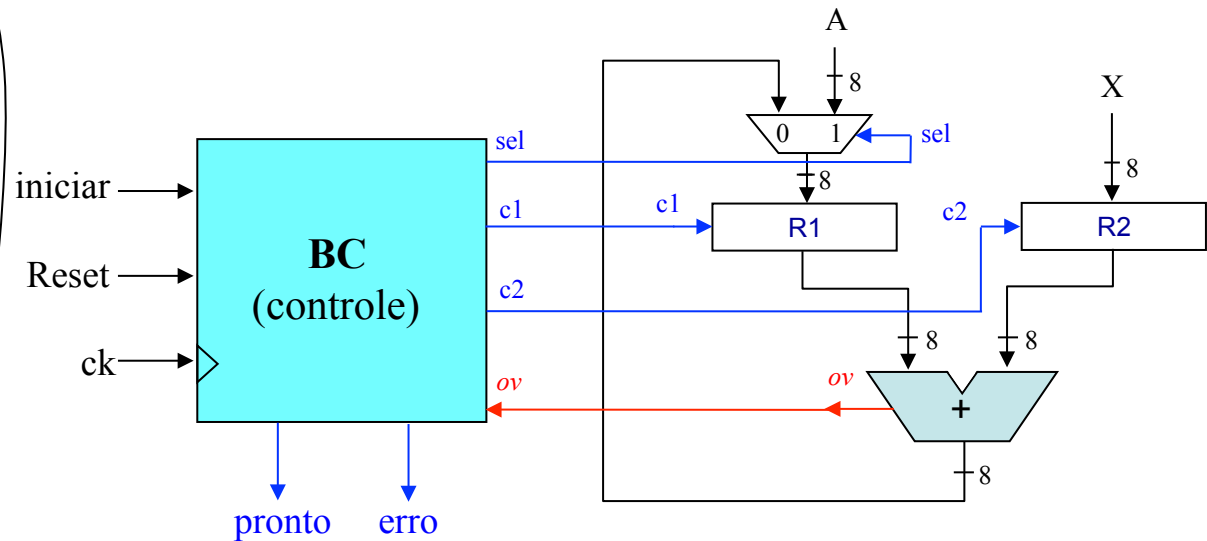 A
8
X
0 1
sel
sel
8
8
iniciar
c1
c1
R1
c2
R2
BC
(controle)
Reset
c2
8
8
ck
ov
ov
+
8
pronto erro